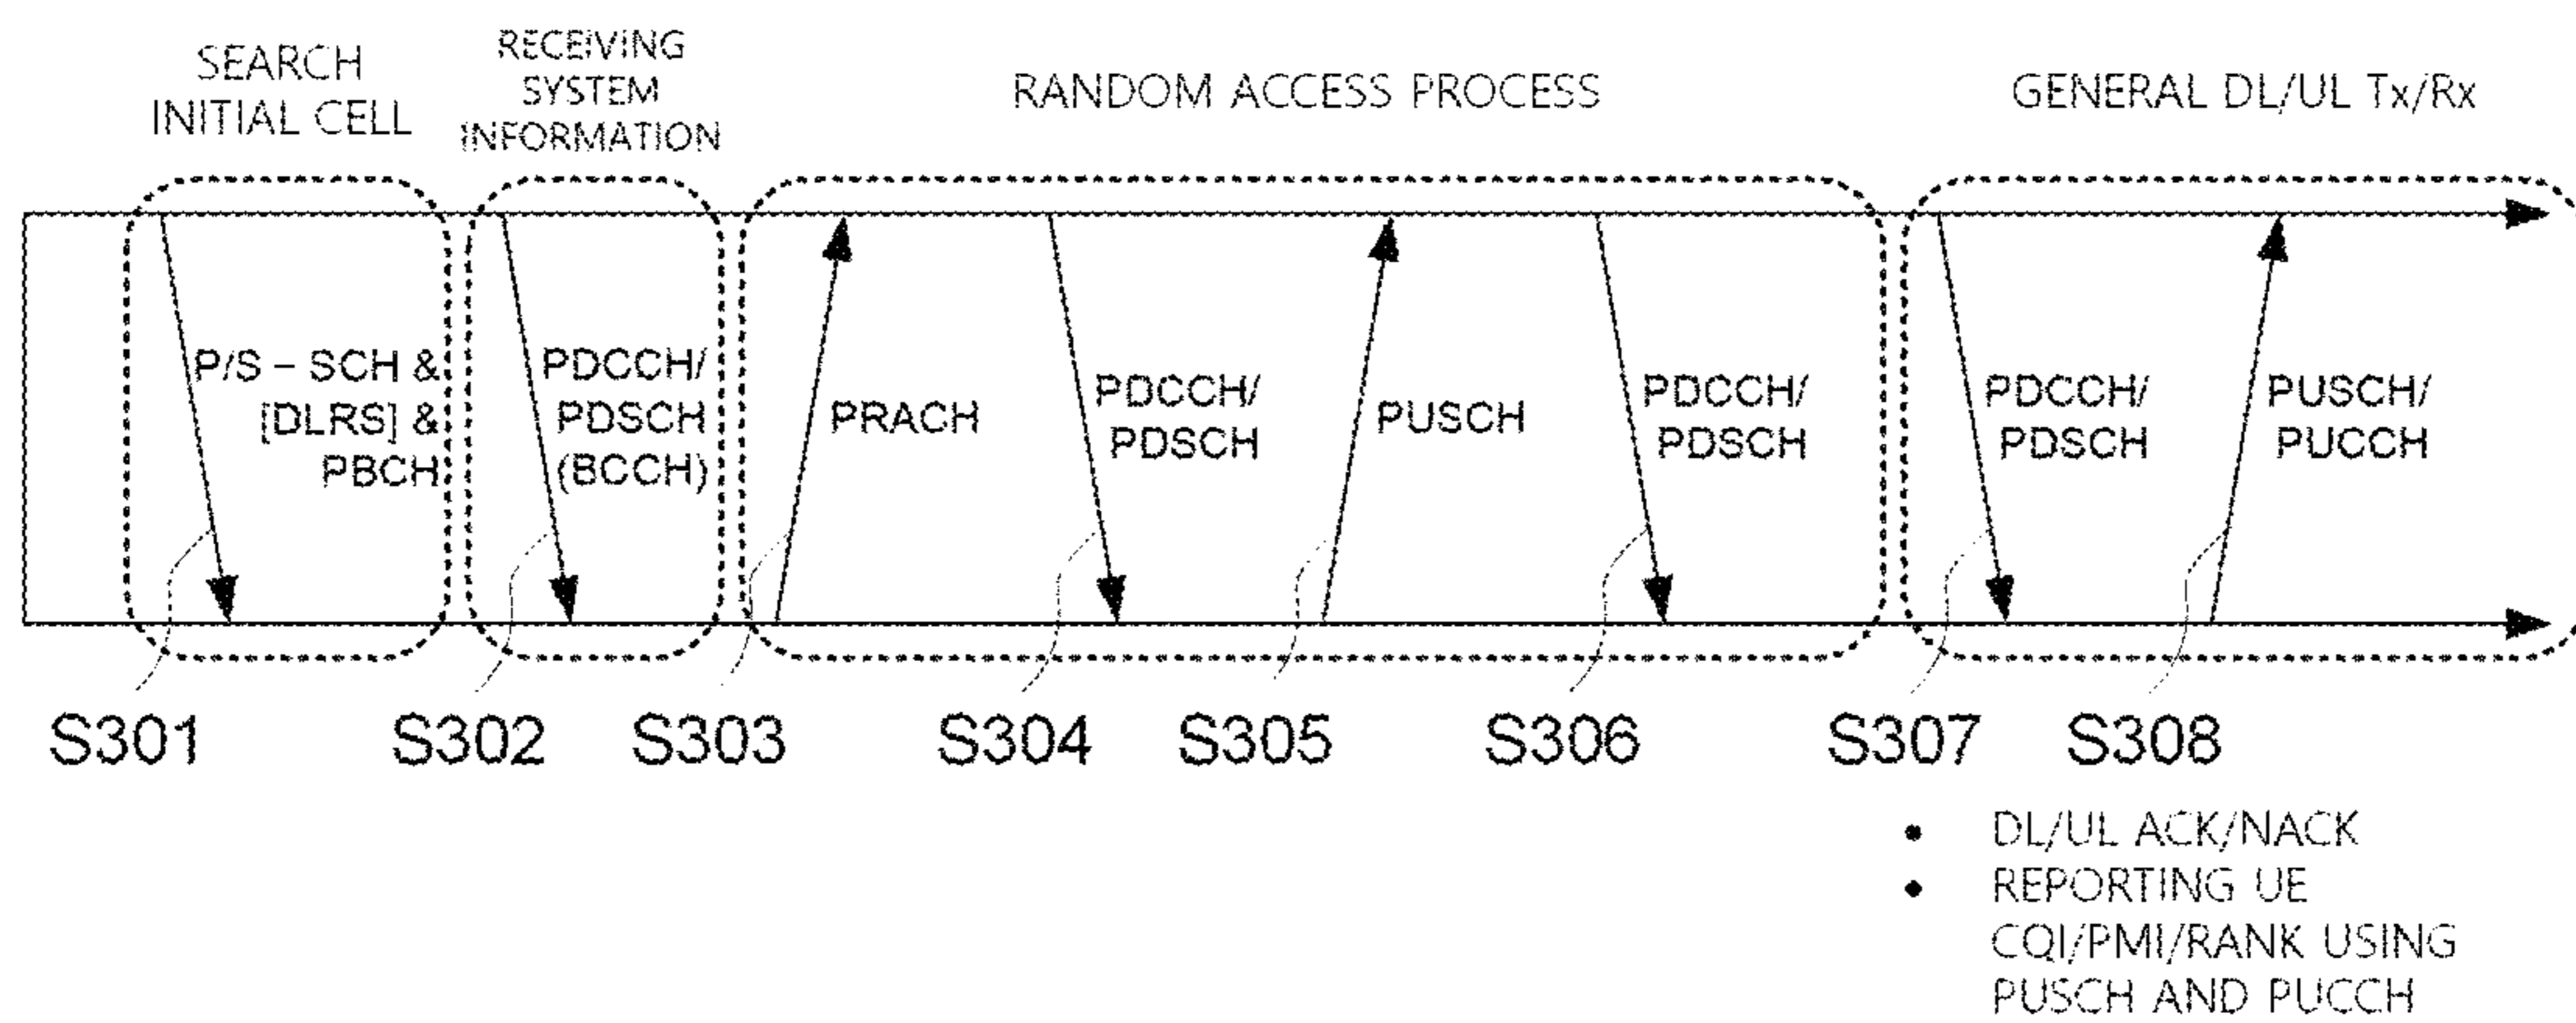 SEARCH
INITIAL CELL
RECEIVING
SYSTEM
INFORMATION
RANDOM ACCESS PROCESS
GENERAL DL/UL Tx/Rx
P/S – SCH &
[DLRS] &
PBCH
PDCCH/
PDSCH
(BCCH)
PRACH
PDCCH/
PDSCH
PUSCH
PDCCH/
PDSCH
PDCCH/
PDSCH
PUSCH/
PUCCH
S301
S302
S303
S304
S305
S306
S307
S308
• DL/UL ACK/NACK
• REPORTING UE
CQI/PMI/RANK USING
PUSCH AND PUCCH